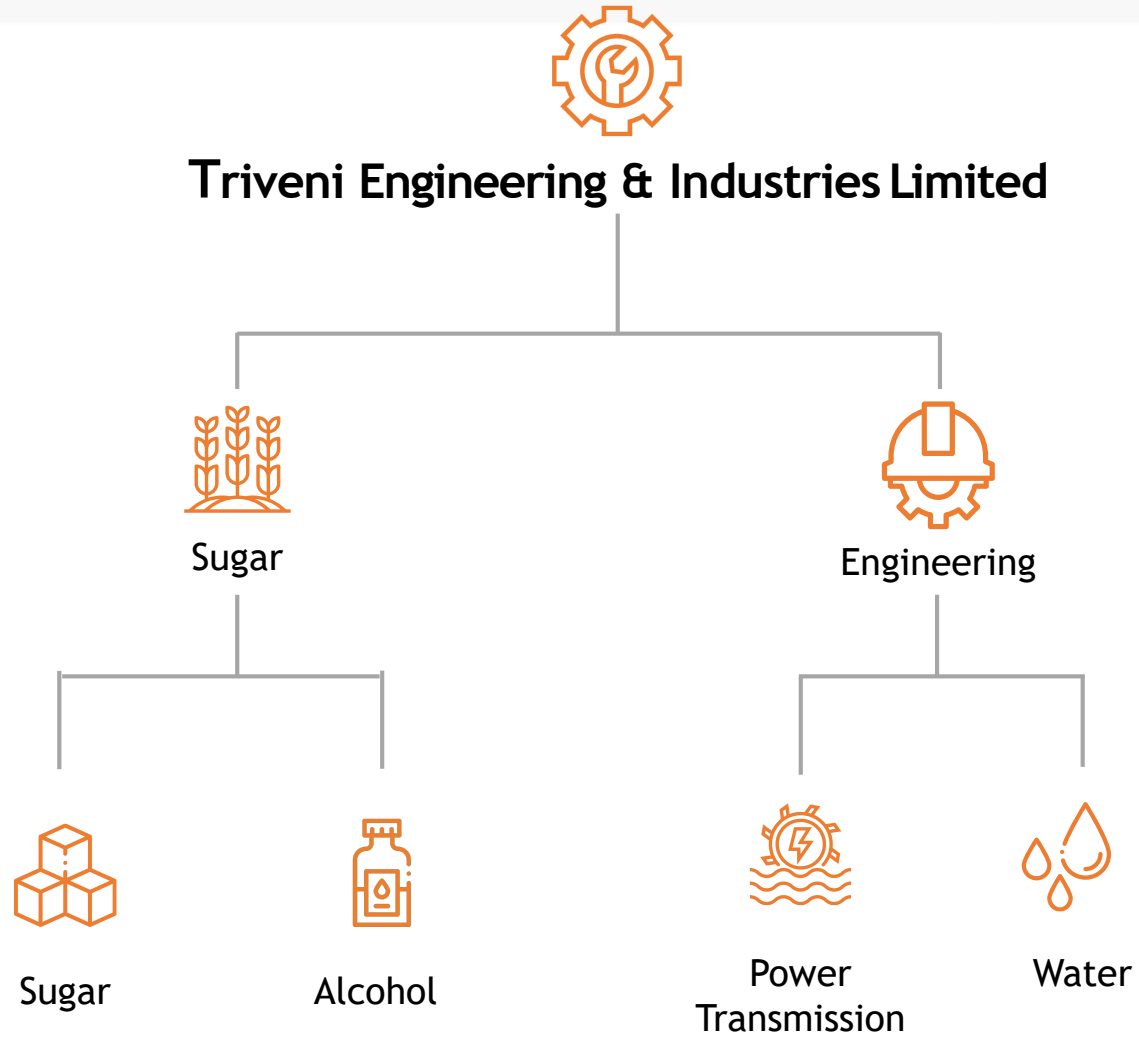 Triveni Engineering & Industries Limited
Sugar
Engineering
Sugar
Alcohol
Power
Transmission
Water